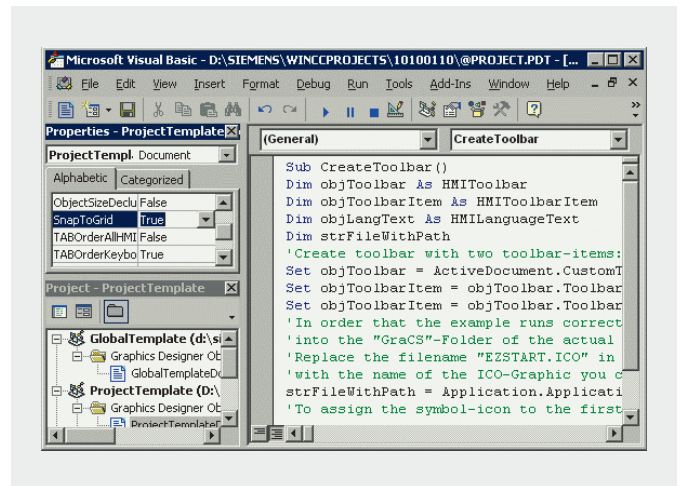 Microsoft Visual Basic - D:\SIEMENS\WINCCPROJECTS\10100110\@PROJECT.PDT - [...
File Edit View Insert Format Debug Run Tools Add-Ins Window Help
Properties - ProjectTemplate
ProjectTempl Document
Alphabetic Categorized
ObjectSizeDeclu False
SnapToGrid True
TABOrderAllHMI False
TABOrderKeybo True
Project - ProjectTemplate
GlobalTemplate (d:\si
Graphics Designer Ob
GlobalTemplateDo
ProjectTemplate (D:\
Graphics Designer Ob
ProjectTemplateD
(General) CreateToolbar
Sub CreateToolbar()
Dim objToolbar As HMIToolbar
Dim objToolbarItem As HMIToolbarItem
Dim objLangText As HMILanguageText
Dim strFileWithPath
'Create toolbar with two toolbar-items:
Set objToolbar = ActiveDocument.CustomT
Set objToolbarItem = objToolbar.Toolbar
Set objToolbarItem = objToolbar.Toolbar
'In order that the example runs correct
'into the "GraCS"-Folder of the actual
'Replace the filename "EZSTART.ICO" in
'with the name of the ICO-Graphic you c
strFileWithPath = Application.Applicati
'To assign the symbol-icon to the first